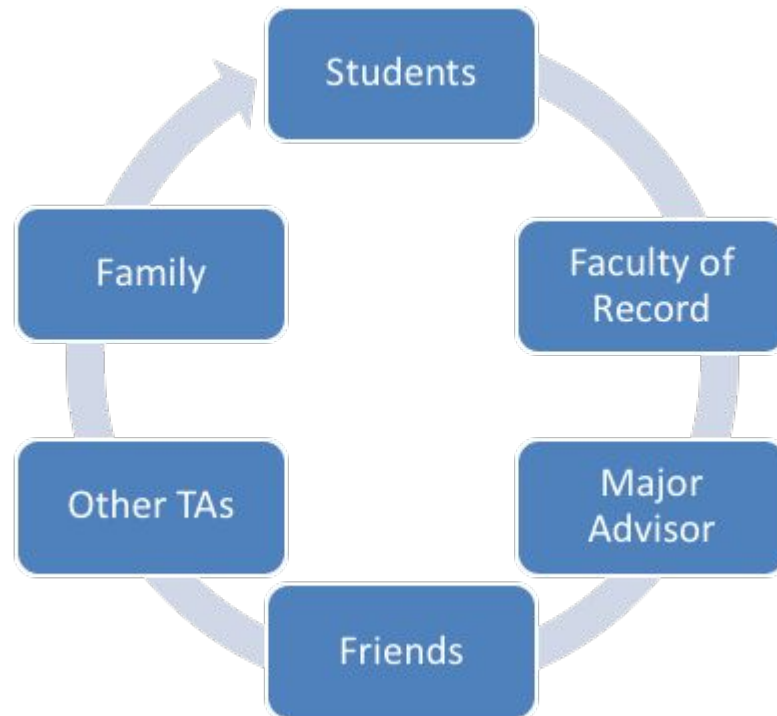 Students
Faculty of
Record
Major
Advisor
Friends
Other TAs
Family